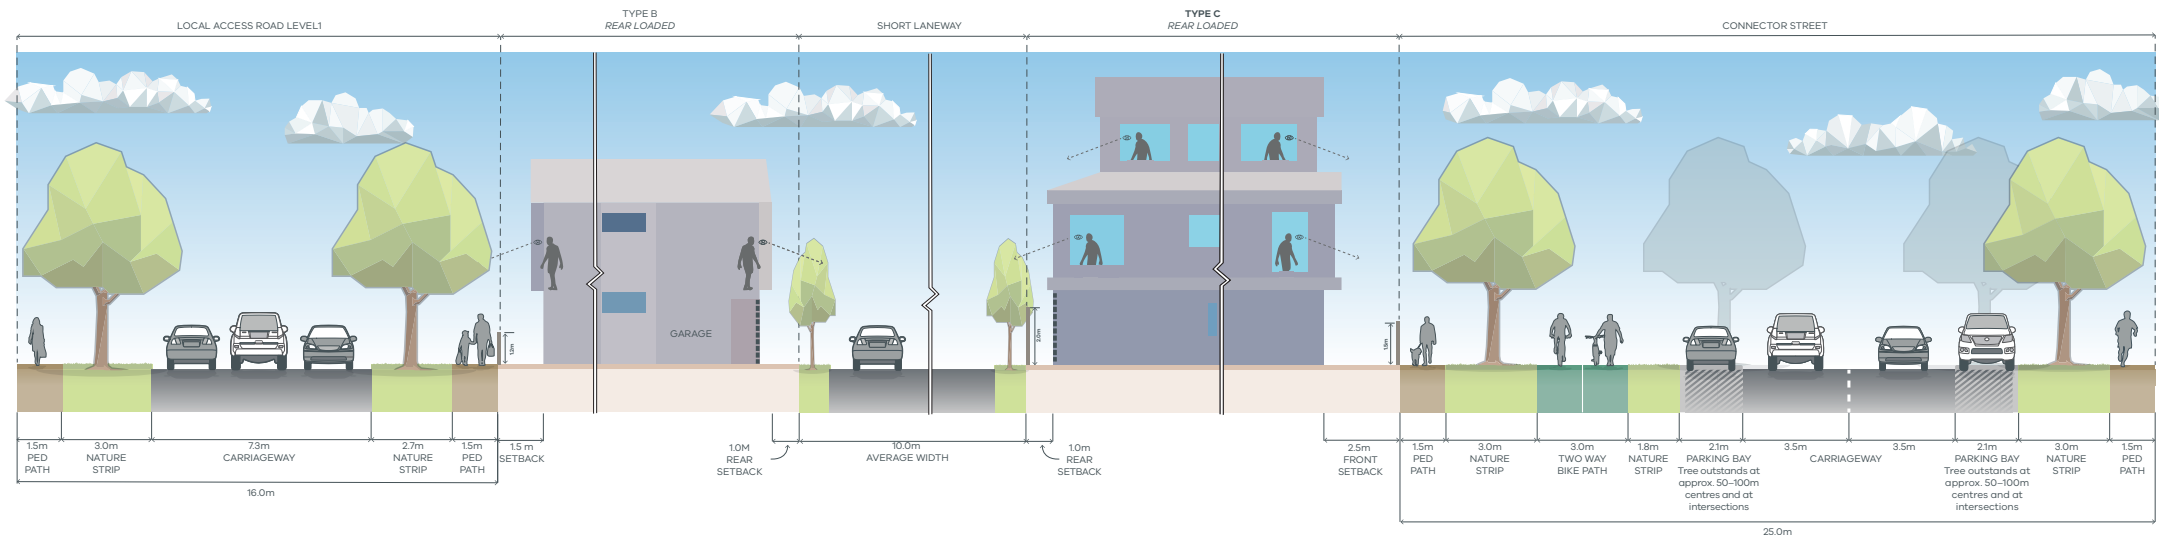 LOCAL ACCESS ROAD LEVEL1
TYPE B
REAR LOADED
SHORT LANEWAY
TYPE C
REAR LOADED
CONNECTOR STREET
GARAGE
1.2m
2.0m
1.5m
PED
PATH
3.0m
NATURE
STRIP
7.3m
CARRIAGEWAY
2.7m
NATURE
STRIP
1.5m
PED
PATH
1.5 m
SETBACK
16.0m
1.0M
REAR
SETBACK
10.0m
AVERAGE WIDTH
1.0m
REAR
SETBACK
2.5m
FRONT
SETBACK
1.5m
PED
PATH
3.0m
NATURE
STRIP
3.0m
TWO WAY
BIKE PATH
1.8m
NATURE
STRIP
2.1m
PARKING BAY
Tree outstands at
approx. 50–100m
centres and at
intersections
3.5m
CARRIAGEWAY
3.5m
2.1m
PARKING BAY
Tree outstands at
approx. 50–100m
centres and at
intersections
3.0m
NATURE
STRIP
1.5m
PED
PATH
25.0m